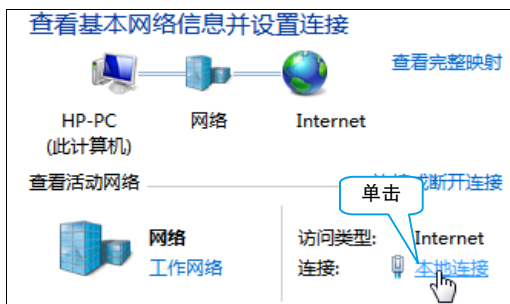 查看基本网络信息并设置连接
查看完整映射
HP-PC 网络 Internet
(此计算机)
查看活动网络 或断开连接
单击
网络 访问类型: Internet
工作网络 连接: 本地连接